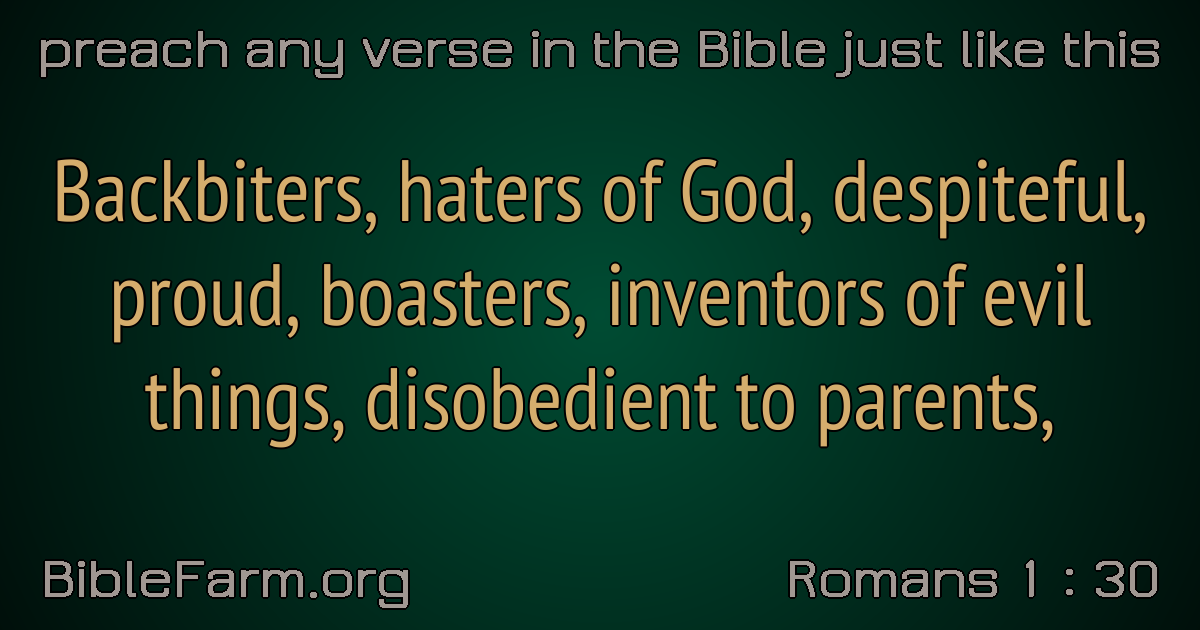 preach any verse in the Bible just like this
Backbiters, haters of God, despiteful,
proud, boasters, inventors of evil
things, disobedient to parents,
BibleFarm.org
Romans 1 : 30